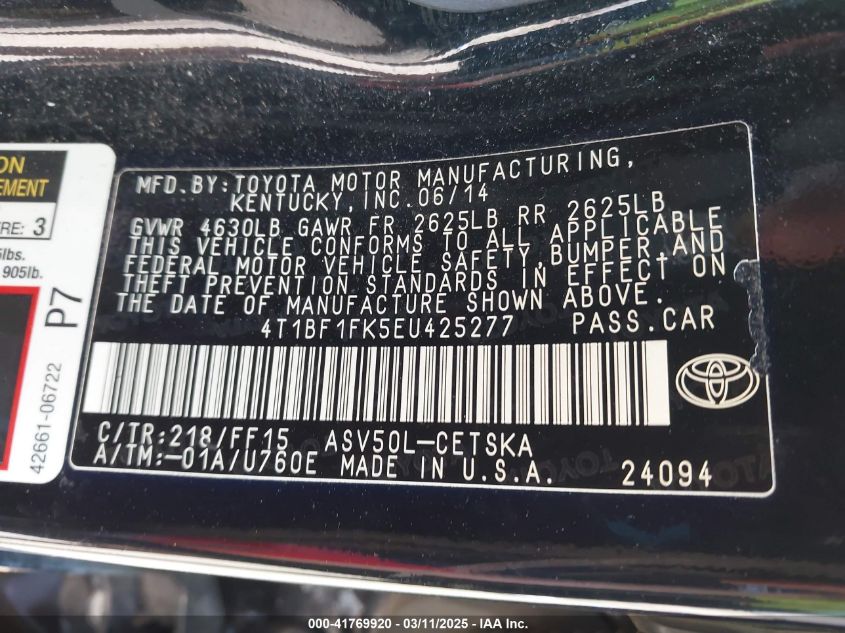 ON
EMENT
RE: 3
lbs.
905lb.
P7
42661-06722
MFD.BY:TOYOTA MOTOR MANUFACTURING,
KENTUCKY,INC.06/14
GVWR 4630LB GAWR FR 2625LB RR 2625LB
THIS VEHICLE CONFORMS TO ALL APPLICABLE
FEDERAL MOTOR VEHICLE SAFETY,BUMPER,AND
THEFT PREVENTION STANDARDS IN EFFECT ON
THE DATE OF MANUFACTURE SHOWN ABOVE.
4T1BF1FK5EU425277 PASS.CAR
C/TR:218/FF15 ASV50L-CETSKA
A/TM:-01A/U760E MADE IN U.S.A. 24094
000-41769920 - 03/11/2025 - IAA Inc.